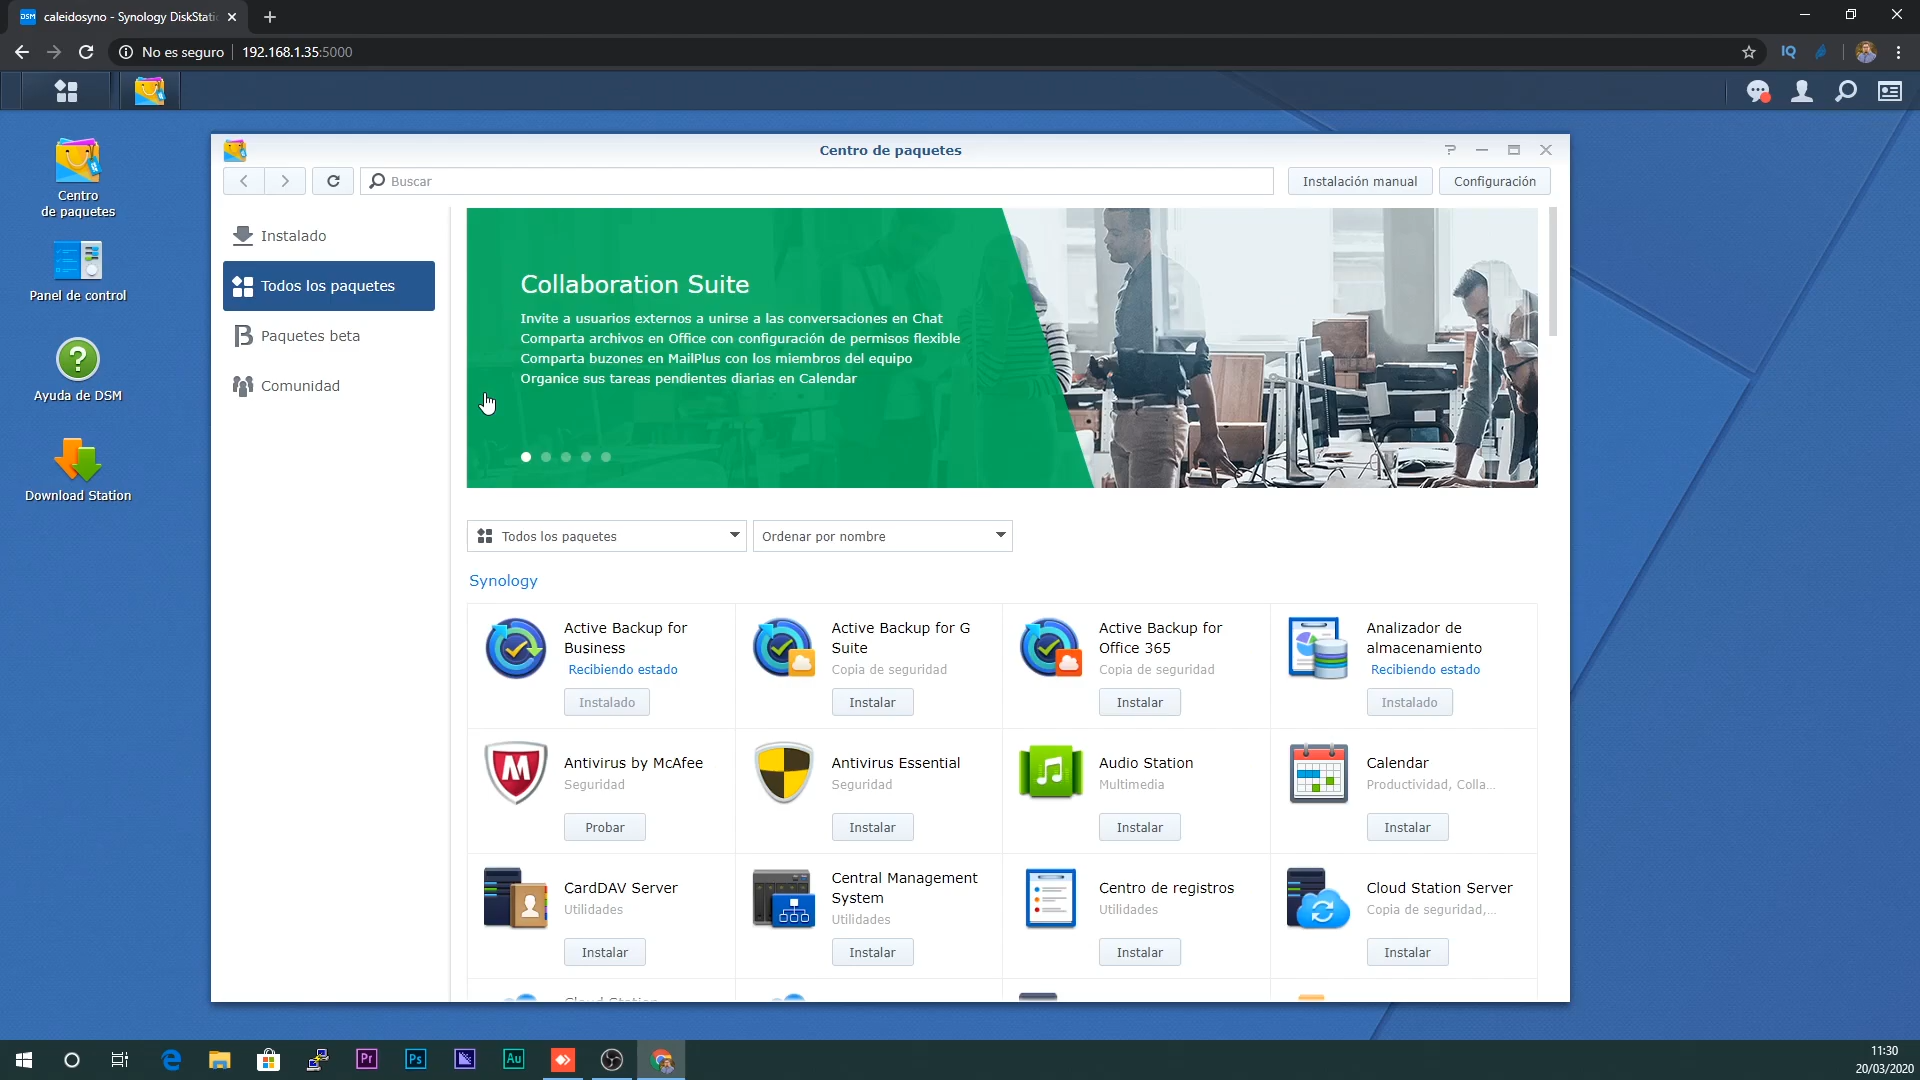 caleidosyno - Synology DiskStati
No es seguro
192.168.1.35:5000
IQ
Centro de paquetes
Buscar
Instalación manual
Configuración
Centro
de paquetes
Panel de control
Ayuda de DSM
Download Station
Instalado
Todos los paquetes
Paquetes beta
Comunidad
Collaboration Suite
Invite a usuarios externos a unirse a las conversaciones en Chat
Comparta archivos en Office con configuración de permisos flexible
Comparta buzones en MailPlus con los miembros del equipo
Organice sus tareas pendientes diarias en Calendar
Todos los paquetes
Ordenar por nombre
Synology
Active Backup for
Business
Recibiendo estado
Instalado
Active Backup for G
Suite
Copia de seguridad
Instalar
Active Backup for
Office 365
Copia de seguridad
Instalar
Analizador de
almacenamiento
Recibiendo estado
Instalado
Antivirus by McAfee
Seguridad
Probar
Antivirus Essential
Seguridad
Instalar
Audio Station
Multimedia
Instalar
Calendar
Productividad, Colla...
Instalar
CardDAV Server
Utilidades
Instalar
Central Management
System
Utilidades
Instalar
Centro de registros
Utilidades
Instalar
Cloud Station Server
Copia de seguridad,...
Instalar
Pr
Ps
Au
11:30
20/03/2020